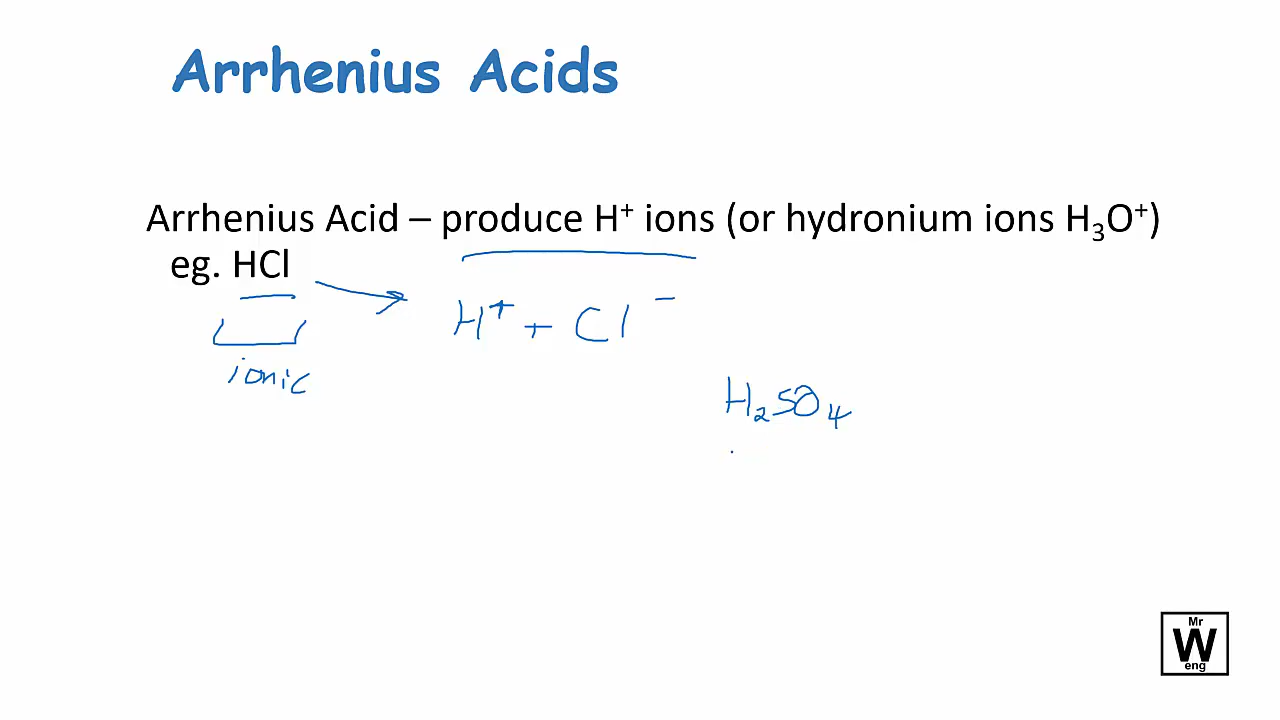 Arrhenius Acids
Arrhenius Acid – produce H⁺ ions (or hydronium ions H₃O⁺)
eg. HCl
H⁺ + Cl⁻
ionic
H₂SO₄
Mr
W
eng